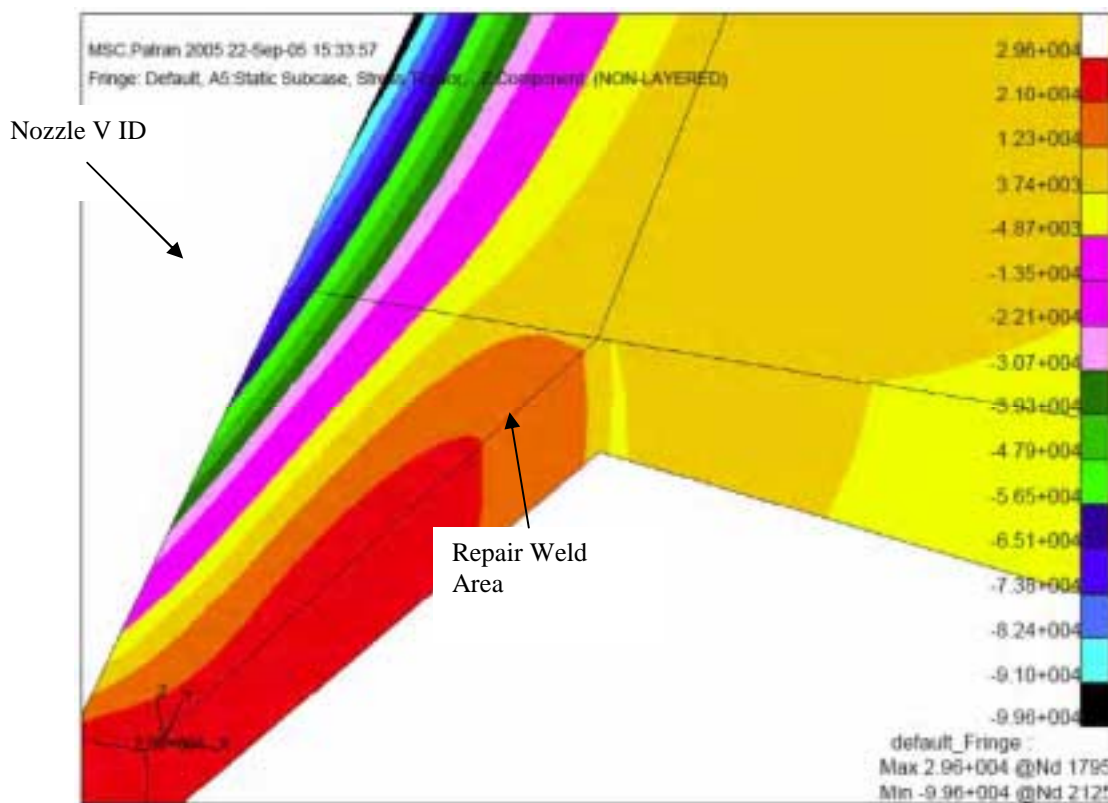 MSC.Patran 2005 22-Sep-05 15:33:57
Fringe: Default, A5:Static Subcase, Stress Tensor, , Z Component, (NON-LAYERED)
Nozzle V ID
2.96+004
2.10+004
1.23+004
3.74+003
-4.87+003
-1.35+004
-2.21+004
-3.07+004
-3.93+004
-4.79+004
-5.65+004
-6.51+004
-7.38+004
-8.24+004
-9.10+004
-9.96+004
Repair Weld
Area
Z
Y
X
default_Fringe :
Max 2.96+004 @Nd 1795
Min -9.96+004 @Nd 2125